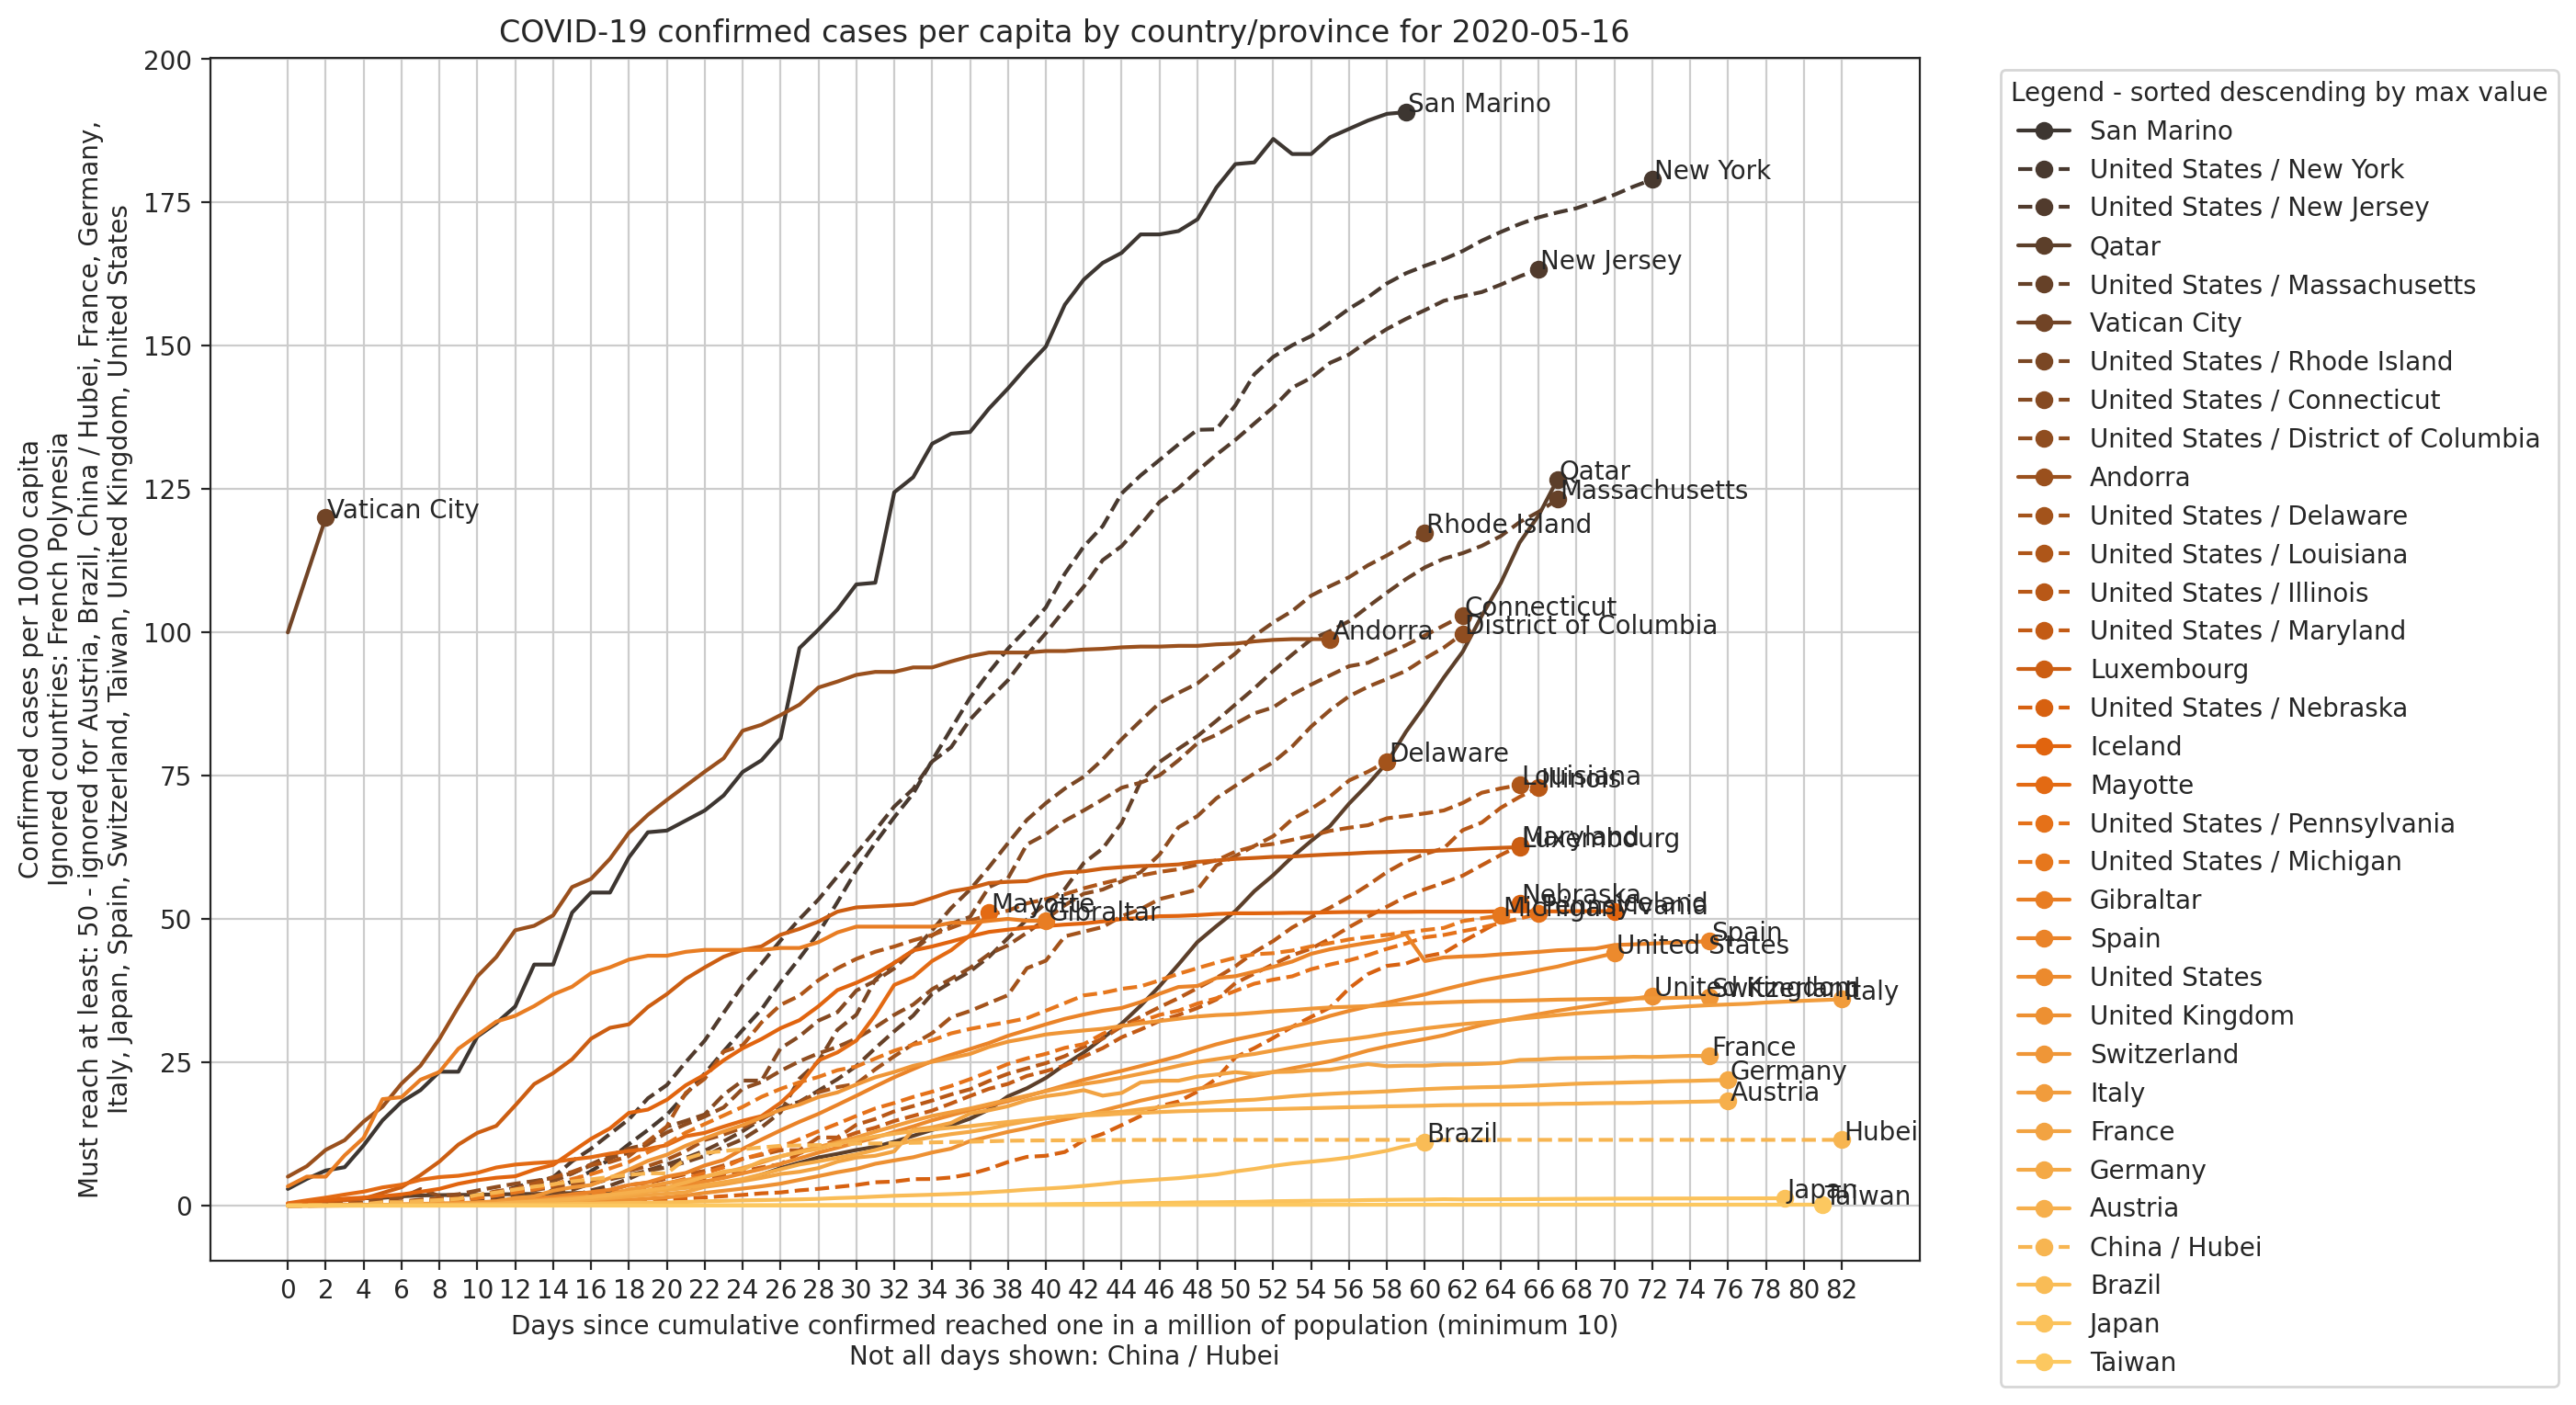 COVID-19 confirmed cases per capita by country/province for 2020-05-16
Confirmed cases per 10000 capita
Ignored countries: French Polynesia
Must reach at least: 50 - ignored for Austria, Brazil, China / Hubei, France, Germany,
Italy, Japan, Spain, Switzerland, Taiwan, United Kingdom, United States
200
175
150
125
100
75
50
25
0
San Marino
New York
New Jersey
Qatar
Massachusetts
Vatican City
Rhode Island
Connecticut
District of Columbia
Andorra
Delaware
Louisiana
Illinois
Maryland
Luxembourg
Nebraska
Iceland
Mayotte
Pennsylvania
Michigan
Gibraltar
Spain
United States
United Kingdom
Switzerland
Italy
France
Germany
Austria
Hubei
Brazil
Japan
Taiwan
0 2 4 6 8 10 12 14 16 18 20 22 24 26 28 30 32 34 36 38 40 42 44 46 48 50 52 54 56 58 60 62 64 66 68 70 72 74 76 78 80 82
Days since cumulative confirmed reached one in a million of population (minimum 10)
Not all days shown: China / Hubei
Legend - sorted descending by max value
San Marino
United States / New York
United States / New Jersey
Qatar
United States / Massachusetts
Vatican City
United States / Rhode Island
United States / Connecticut
United States / District of Columbia
Andorra
United States / Delaware
United States / Louisiana
United States / Illinois
United States / Maryland
Luxembourg
United States / Nebraska
Iceland
Mayotte
United States / Pennsylvania
United States / Michigan
Gibraltar
Spain
United States
United Kingdom
Switzerland
Italy
France
Germany
Austria
China / Hubei
Brazil
Japan
Taiwan